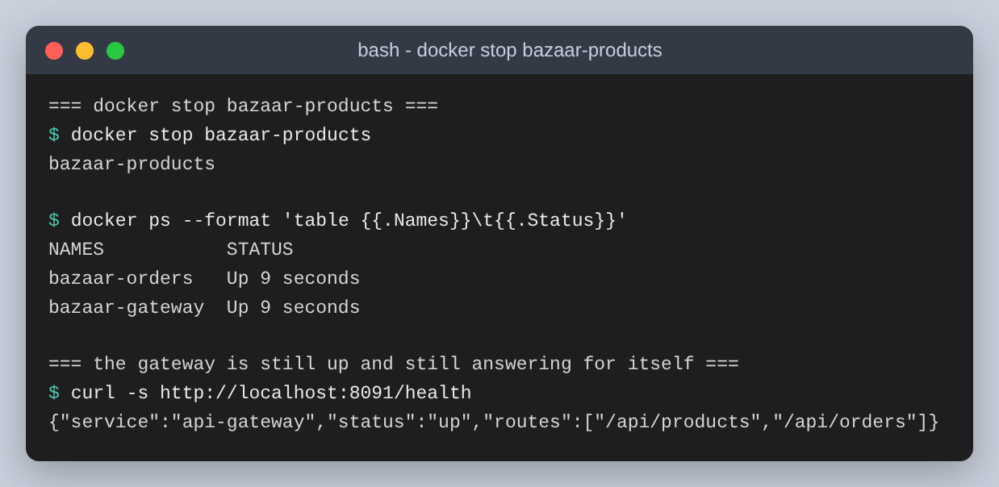 bash - docker stop bazaar-products
=== docker stop bazaar-products ===
$ docker stop bazaar-products
bazaar-products
$ docker ps --format 'table {{.Names}}\t{{.Status}}'
NAMES           STATUS
bazaar-orders   Up 9 seconds
bazaar-gateway  Up 9 seconds
=== the gateway is still up and still answering for itself ===
$ curl -s http://localhost:8091/health
{"service":"api-gateway","status":"up","routes":["/api/products","/api/orders"]}